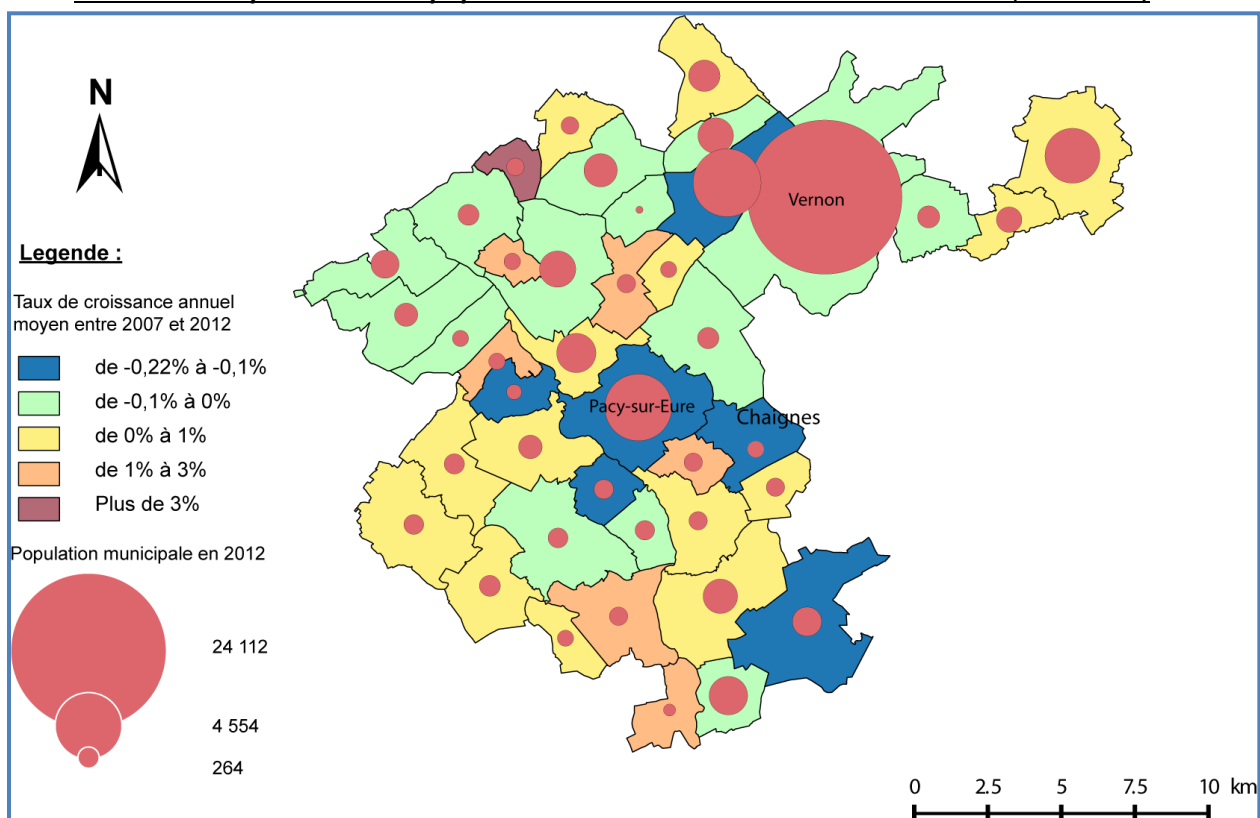 N
Vernon
Legende :
Taux de croissance annuel
moyen entre 2007 et 2012
de -0,22% à -0,1%
de -0,1% à 0%
de 0% à 1%
de 1% à 3%
Plus de 3%
Pacy-sur-Eure
Chaignes
Population municipale en 2012
24 112
4 554
264
0 2.5 5 7.5 10 km